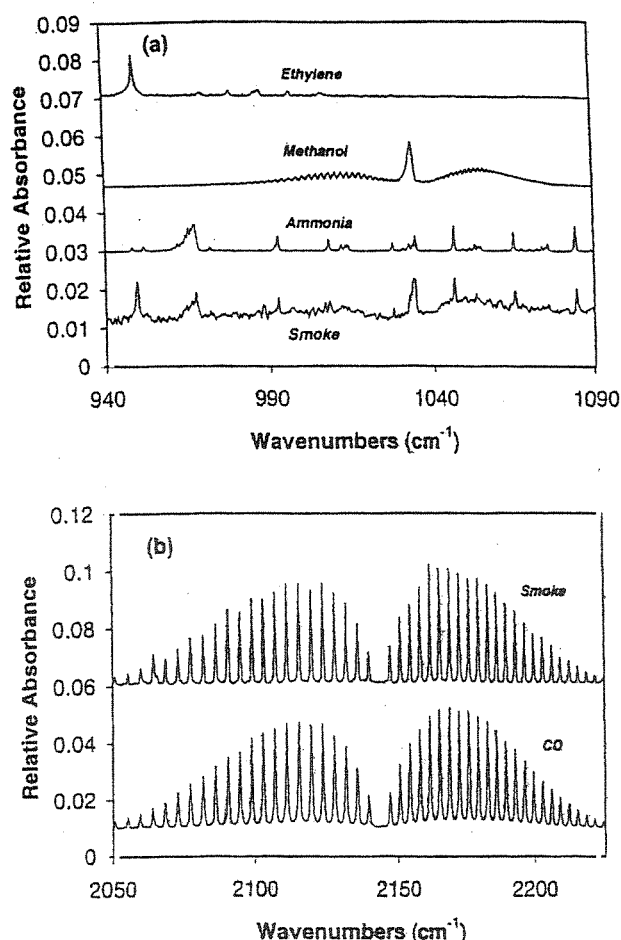 (a)
0.09
0.08
0.07
0.06
0.05
0.04
0.03
0.02
0.01
0
Relative Absorbance
Ethylene
Methanol
Ammonia
Smoke
940
990
1040
1090
Wavenumbers (cm⁻¹)
(b)
0.12
0.1
0.08
0.06
0.04
0.02
0
Relative Absorbance
Smoke
CO
2050
2100
2150
2200
Wavenumbers (cm⁻¹)